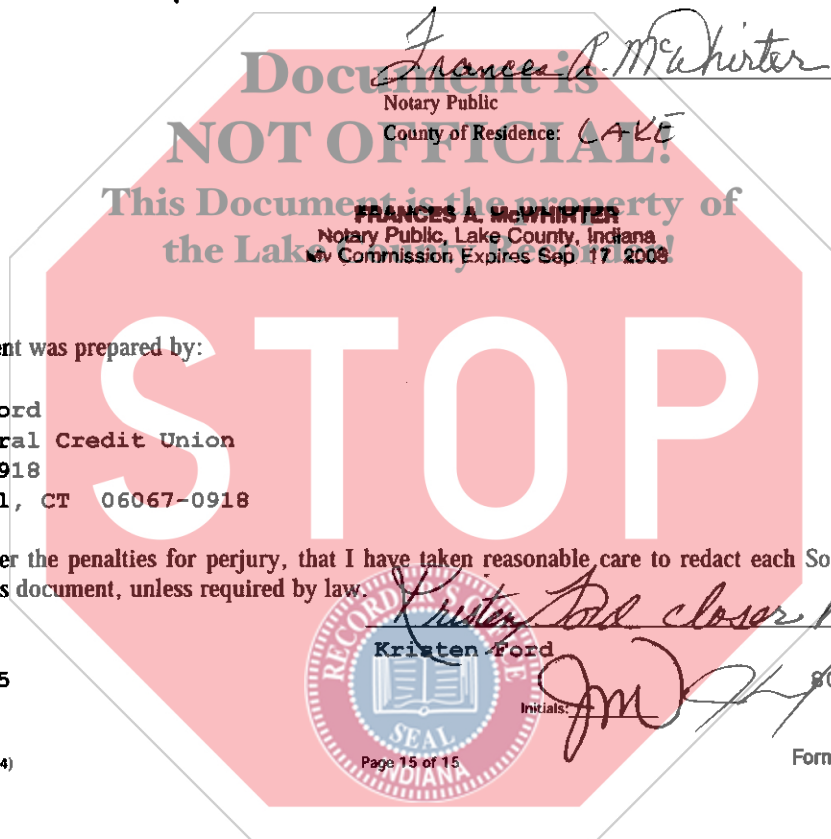 Frances A. McWhirter
Document is
Notary Public
NOT OFFICIAL!
County of Residence: LAKE
This Document is the property of
FRANCES A. McWHIRTER
Notary Public, Lake County, Indiana
the Lake County Recorder!
My Commission Expires Sep. 17 2008
ent was prepared by:
STOP
ord
ral Credit Union
918
l, CT 06067-0918
er the penalties for perjury, that I have taken reasonable care to redact each So
s document, unless required by law.
Kristen Ford closer
RECORDER'S OFFICE
Kristen Ford
5
80
Initials: JM
SEAL
INDIANA
4)
Page 15 of 15
Form